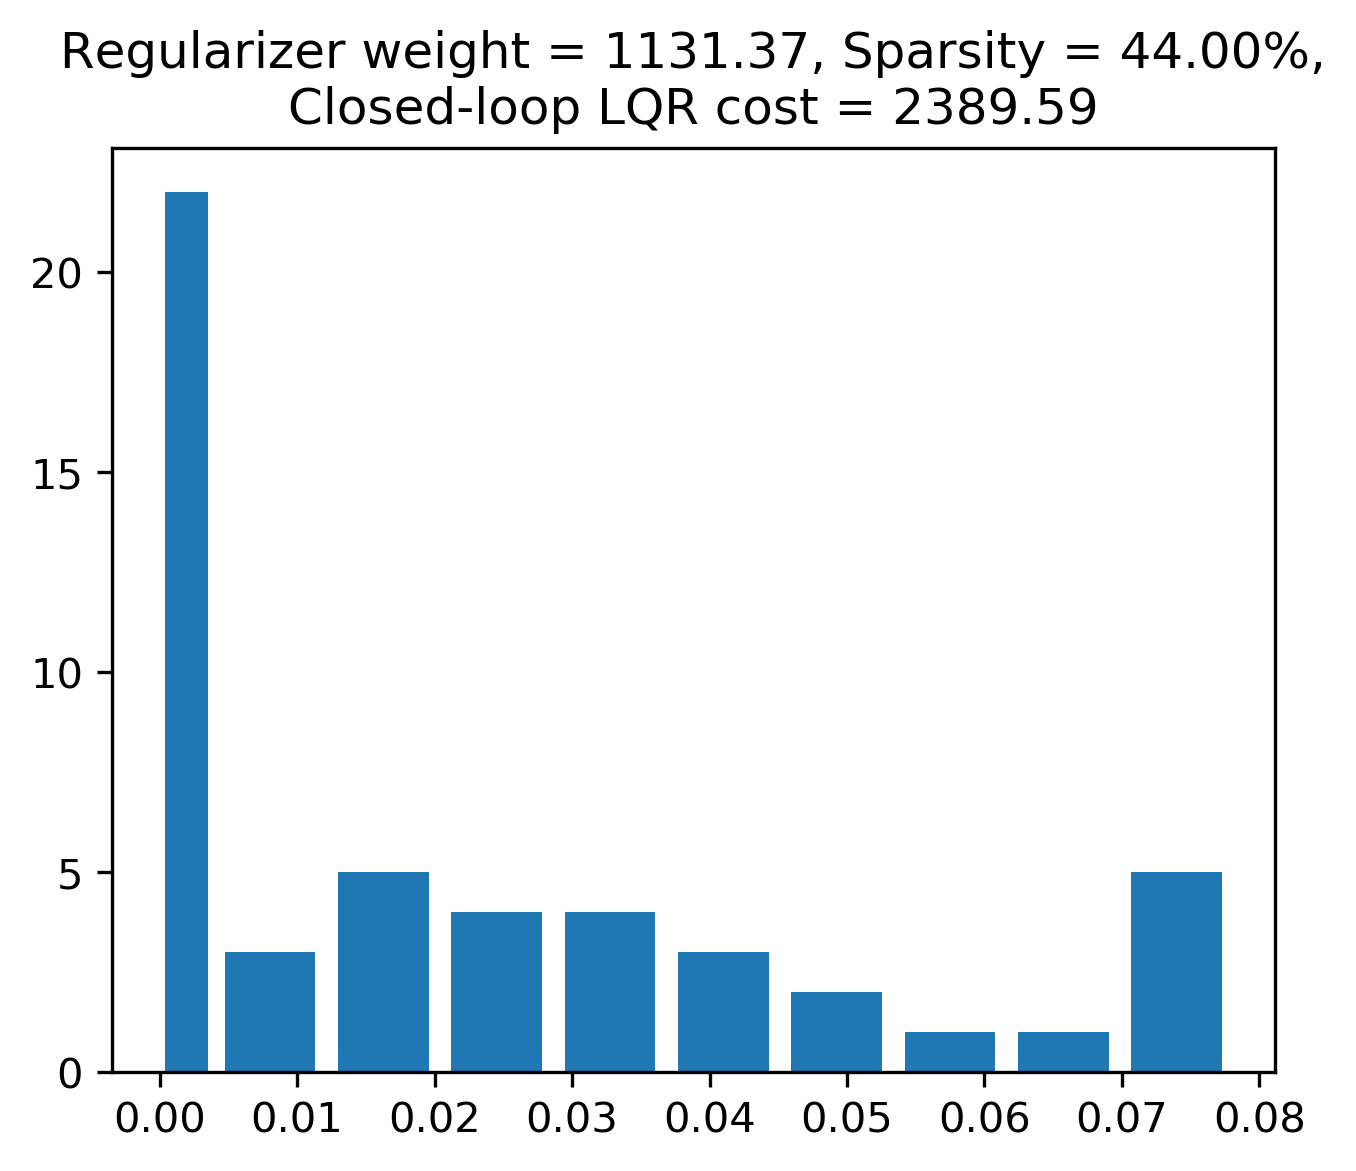 Regularizer weight = 1131.37, Sparsity = 44.00%,
Closed-loop LQR cost = 2389.59
20
15
10
5
0
0.00 0.01 0.02 0.03 0.04 0.05 0.06 0.07 0.08